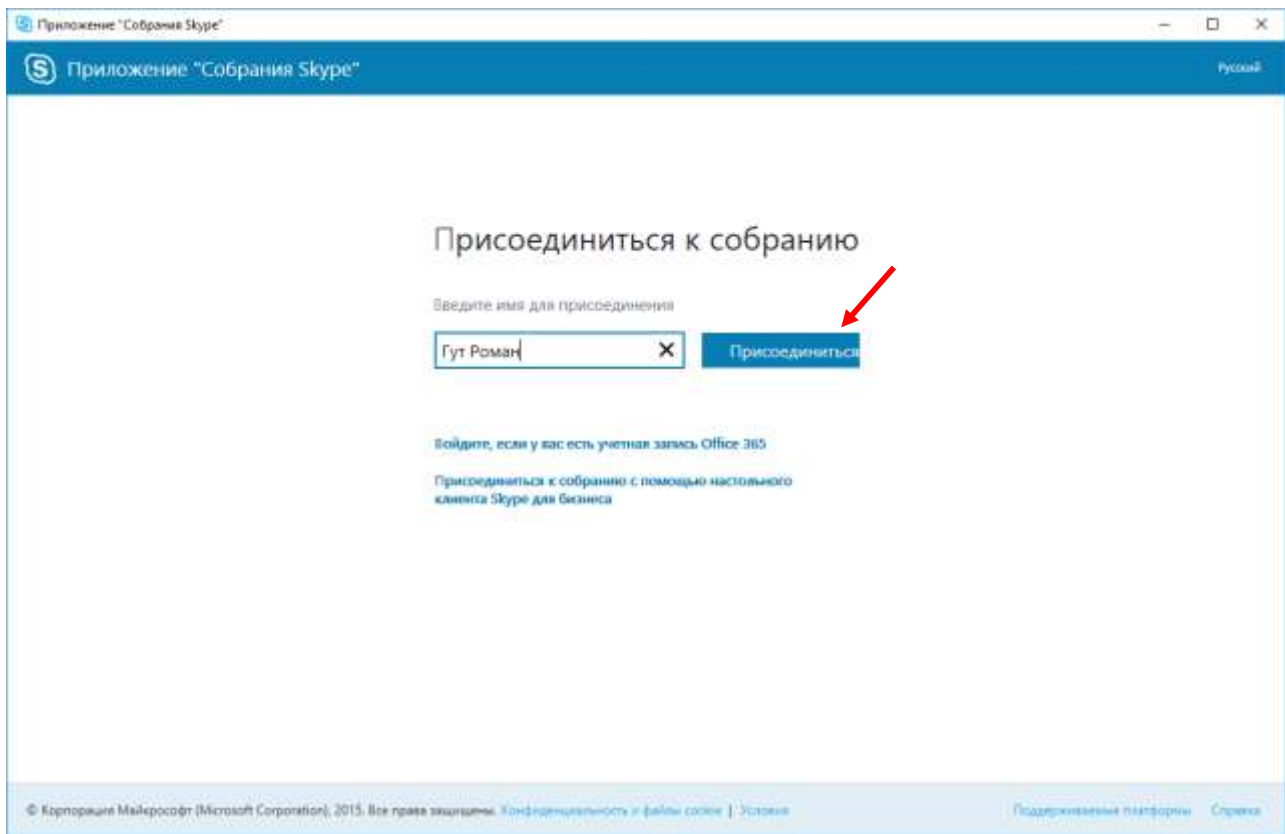 Приложение "Собрания Skype"
Приложение "Собрания Skype"
Русский
Присоединиться к собранию
Введите имя для присоединения
Гут Роман
Присоединиться
Войдите, если у вас есть учетная запись Office 365
Присоединиться к собранию с помощью настольного
клиента Skype для бизнеса
© Корпорация Майкрософт (Microsoft Corporation), 2015. Все права защищены. Конфиденциальность и файлы cookie | Условия
Поддерживаемые платформы Справка